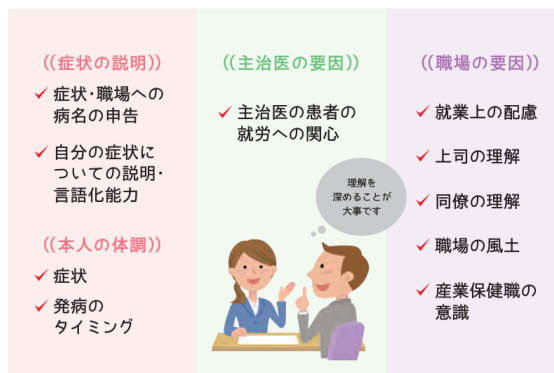 ((症状の説明))
症状・職場への
病名の申告
自分の症状に
ついての説明・
言語化能力
((本人の体調))
症状
発病の
タイミング
((主治医の要因))
主治医の患者の
就労への関心
理解を
深めることが
大事です
((職場の要因))
就業上の配慮
上司の理解
同僚の理解
職場の風土
産業保健職の
意識